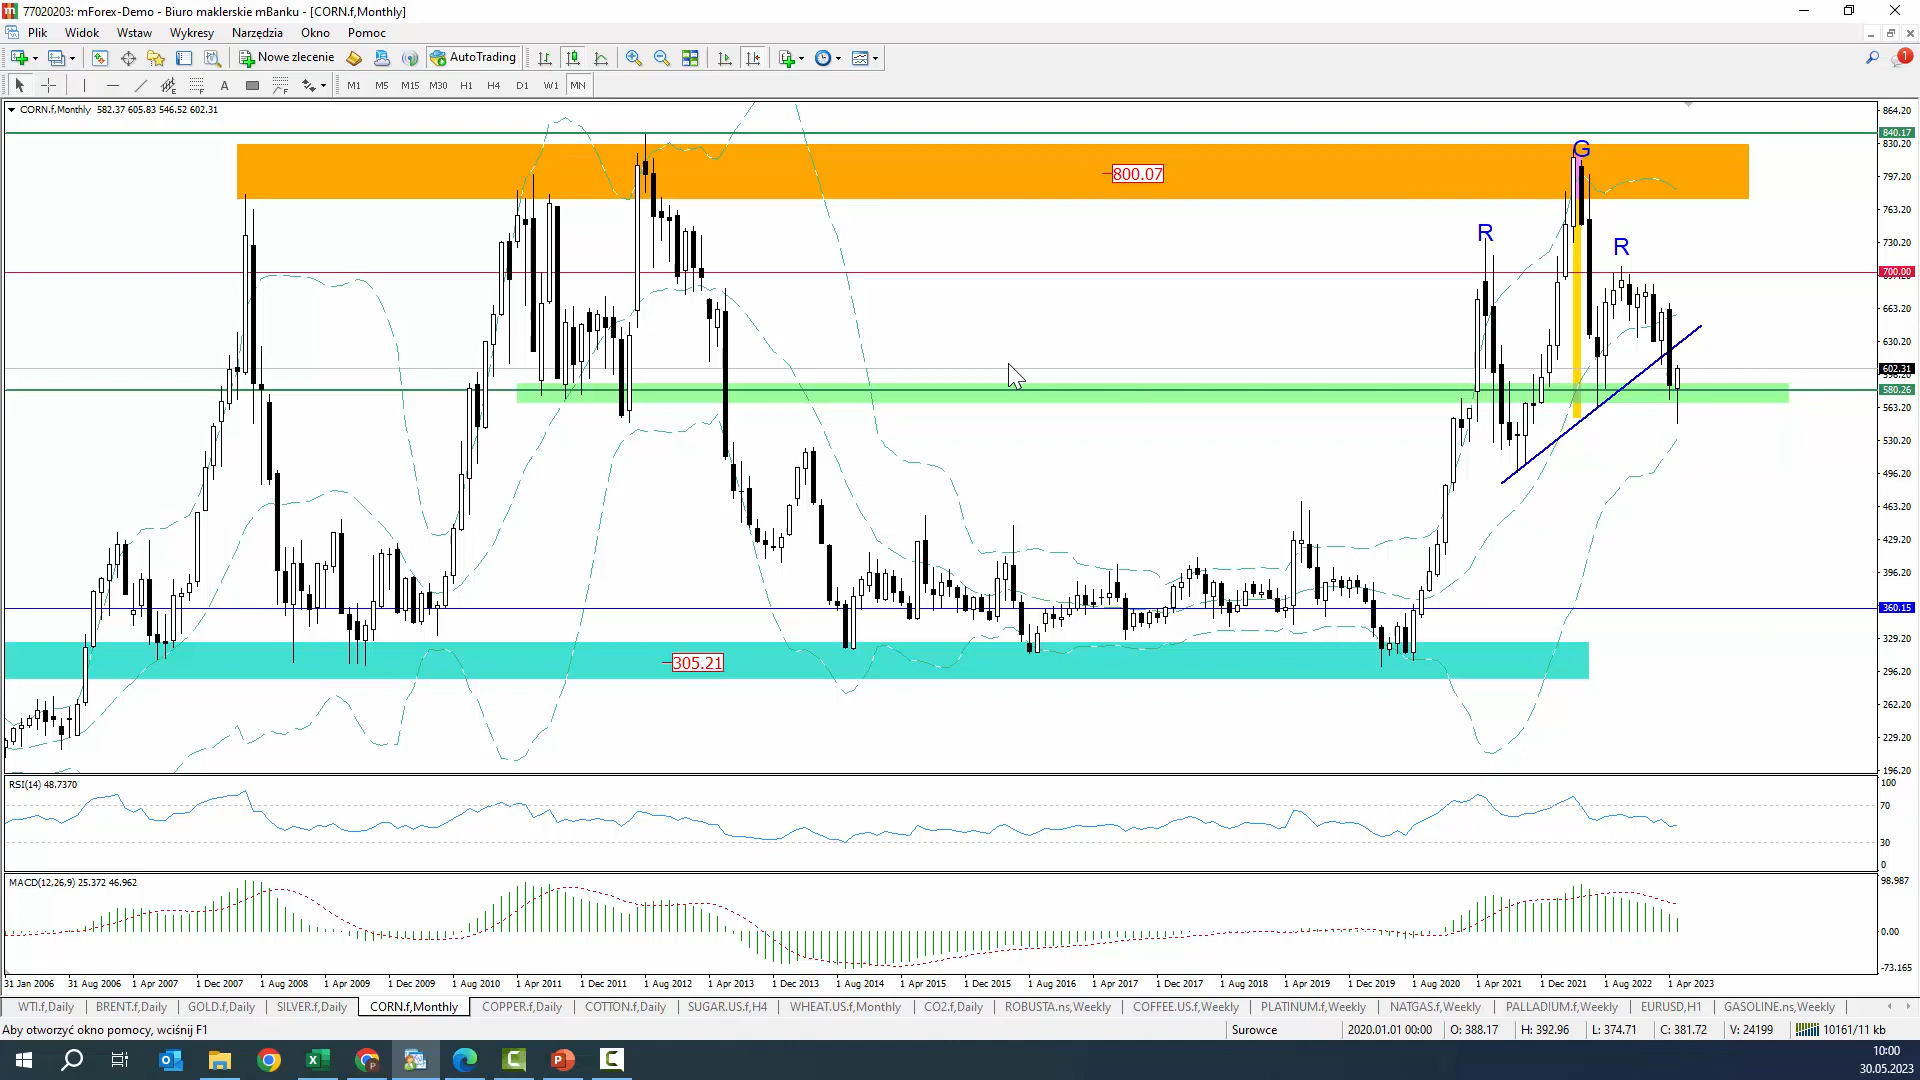 77020203: mForex-Demo - Biuro maklerskie mBanku - [CORN.f,Monthly]
Plik Widok Wstaw Wykresy Narzędzia Okno Pomoc
Nowe zlecenie AutoTrading 1
A M1 M5 M15 M30 H1 H4 D1 W1 MN
CORN.f,Monthly 582.37 605.83 546.52 602.31
864.20
840.17
830.20
797.20
763.20
730.20
700.00
663.20
630.20
602.31
580.26
563.20
530.20
496.20
463.20
429.20
396.20
360.15
329.20
296.20
262.20
229.20
196.20
G
800.07
R
R
305.21
RSI(14) 48.7370
100
70
30
0
MACD(12,26,9) 25.372 46.962
98.987
0.00
-73.165
31 Jan 2006 31 Aug 2006 1 Apr 2007 1 Dec 2007 1 Aug 2008 1 Apr 2009 1 Dec 2009 1 Aug 2010 1 Apr 2011 1 Dec 2011 1 Aug 2012 1 Apr 2013 1 Dec 2013 1 Aug 2014 1 Apr 2015 1 Dec 2015 1 Aug 2016 1 Apr 2017 1 Dec 2017 1 Aug 2018 1 Apr 2019 1 Dec 2019 1 Aug 2020 1 Apr 2021 1 Dec 2021 1 Aug 2022 1 Apr 2023
WTI.f,Daily BRENT.f,Daily GOLD.f,Daily SILVER.f,Daily CORN.f,Monthly COPPER.f,Daily COTTON.f,Daily SUGAR.US.f,H4 WHEAT.US.f,Monthly CO2.f,Daily ROBUSTA.ns,Weekly COFFEE.US.f,Weekly PLATINUM.f,Weekly NATGAS.f,Weekly PALLADIUM.f,Weekly EURUSD,H1 GASOLINE.ns,Weekly
Aby otworzyć okno pomocy, wciśnij F1 Surowce 2020.01.01 00:00 O: 388.17 H: 392.96 L: 374.71 C: 381.72 V: 24199 10161/11 kb
10:00
30.05.2023